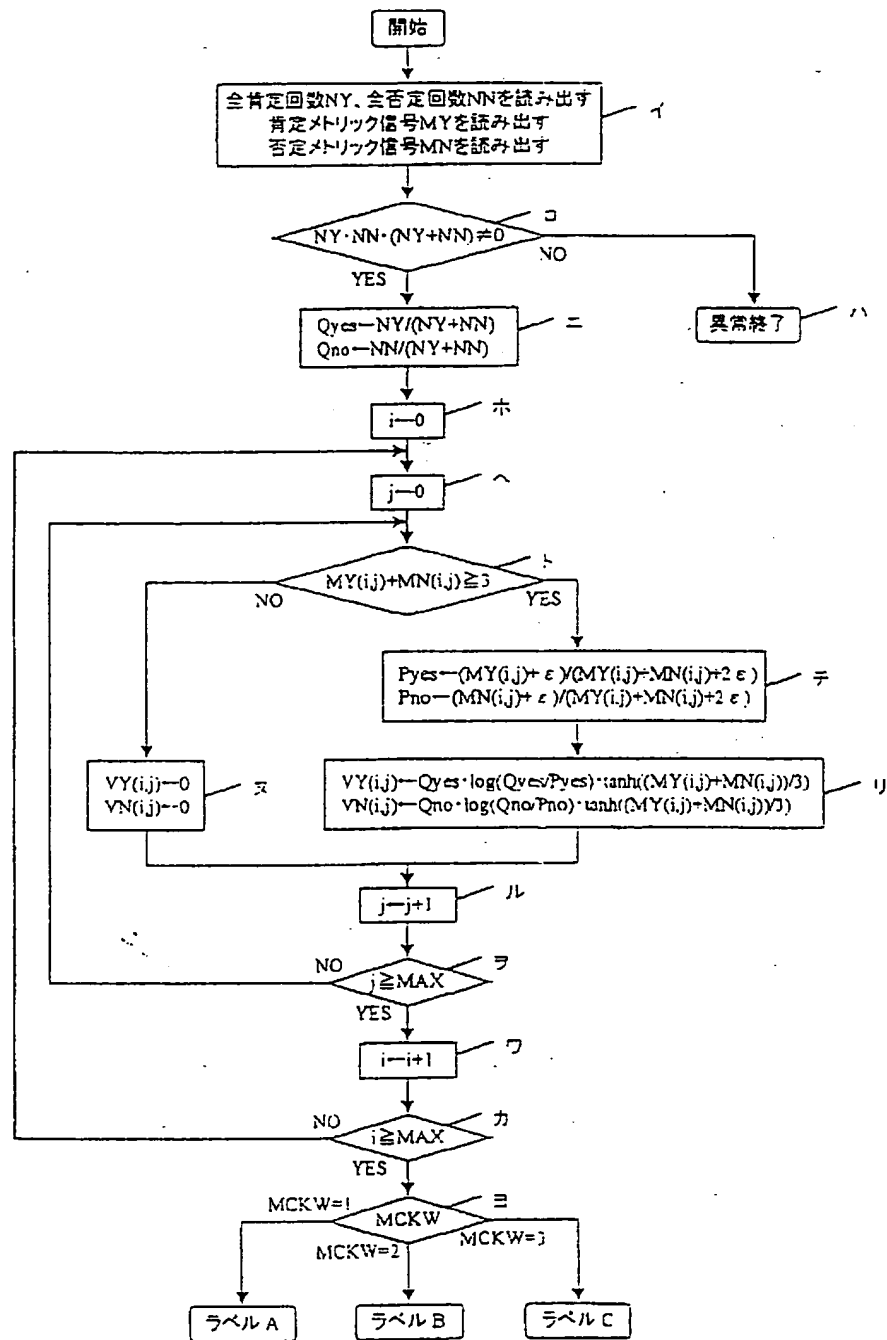 開始
全肯定回数NY、全否定回数NNを読み出す
肯定メトリック信号MYを読み出す
否定メトリック信号MNを読み出す
イ
NY・NN・(NY+NN)≠0
コ
NO
YES
Qyes←NY/(NY+NN)
Qno←NN/(NY+NN)
ニ
異常終了
ハ
i←0
ホ
j←0
ヘ
MY(i,j)+MN(i,j)≧3
ト
NO
YES
Pyes←(MY(i,j)+ε)/(MY(i,j)+MN(i,j)+2ε)
Pno←(MN(i,j)+ε)/(MY(i,j)+MN(i,j)+2ε)
チ
VY(i,j)←0
VN(i,j)←0
ヌ
VY(i,j)←Qyes・log(Qyes/Pyes)・tanh((MY(i,j)+MN(i,j))/3)
VN(i,j)←Qno・log(Qno/Pno)・tanh((MY(i,j)+MN(i,j))/3)
リ
j←j+1
ル
NO
j≧MAX
ヲ
YES
i←i+1
ワ
NO
i≧MAX
カ
YES
MCKW=1
MCKW
ヨ
MCKW=2
MCKW=3
ラベル A
ラベル B
ラベル C